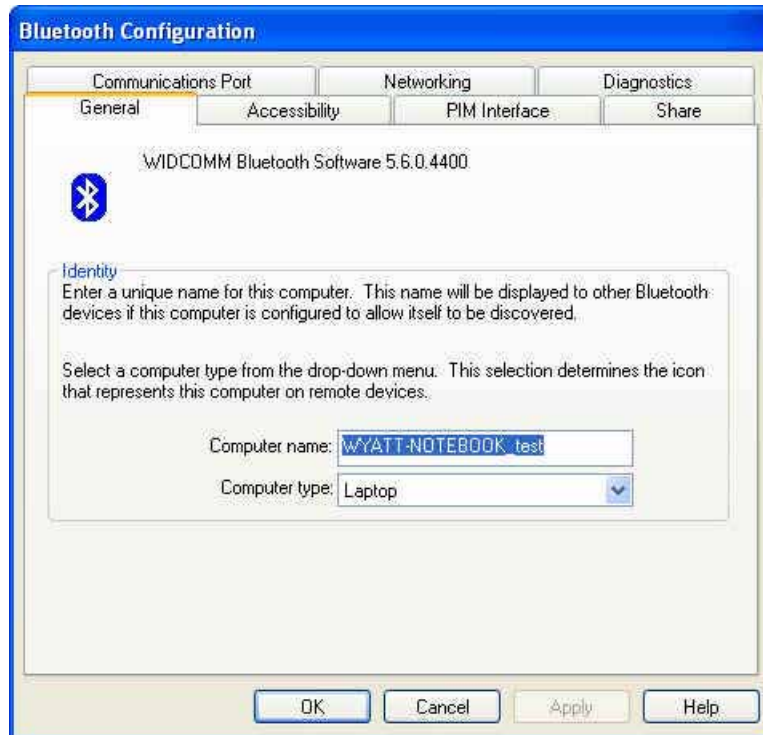 Bluetooth Configuration
Communications Port Networking Diagnostics
General Accessibility PIM Interface Share
WIDCOMM Bluetooth Software 5.6.0.4400
Identity
Enter a unique name for this computer.  This name will be displayed to other Bluetooth
devices if this computer is configured to allow itself to be discovered.
Select a computer type from the drop-down menu.  This selection determines the icon
that represents this computer on remote devices.
Computer name: WYATT-NOTEBOOK_test
Computer type: Laptop
OK Cancel Apply Help